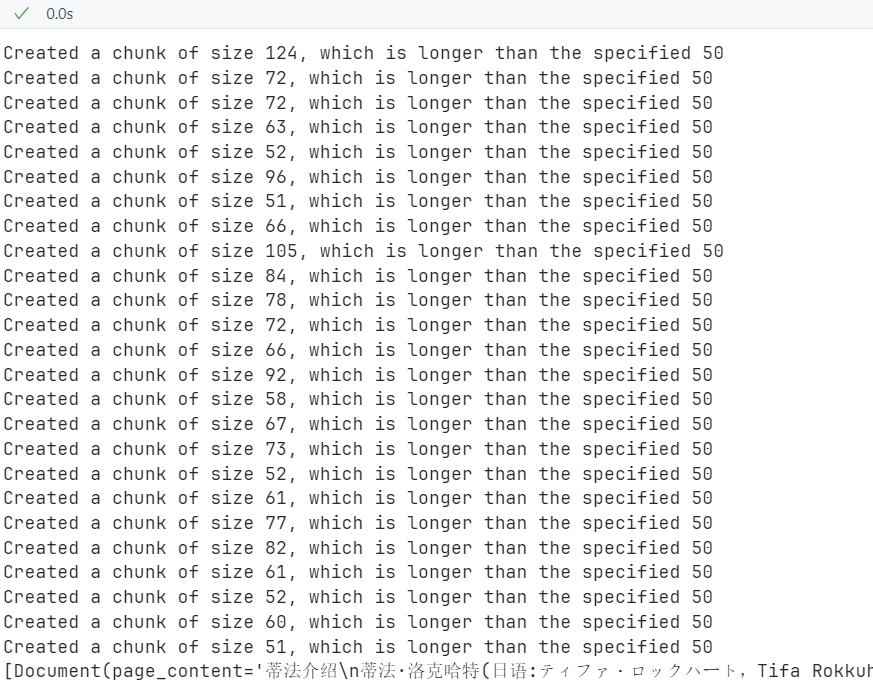 0.0s
Created a chunk of size 124, which is longer than the specified 50
Created a chunk of size 72, which is longer than the specified 50
Created a chunk of size 72, which is longer than the specified 50
Created a chunk of size 63, which is longer than the specified 50
Created a chunk of size 52, which is longer than the specified 50
Created a chunk of size 96, which is longer than the specified 50
Created a chunk of size 51, which is longer than the specified 50
Created a chunk of size 66, which is longer than the specified 50
Created a chunk of size 105, which is longer than the specified 50
Created a chunk of size 84, which is longer than the specified 50
Created a chunk of size 78, which is longer than the specified 50
Created a chunk of size 72, which is longer than the specified 50
Created a chunk of size 66, which is longer than the specified 50
Created a chunk of size 92, which is longer than the specified 50
Created a chunk of size 58, which is longer than the specified 50
Created a chunk of size 67, which is longer than the specified 50
Created a chunk of size 73, which is longer than the specified 50
Created a chunk of size 52, which is longer than the specified 50
Created a chunk of size 61, which is longer than the specified 50
Created a chunk of size 77, which is longer than the specified 50
Created a chunk of size 82, which is longer than the specified 50
Created a chunk of size 61, which is longer than the specified 50
Created a chunk of size 52, which is longer than the specified 50
Created a chunk of size 60, which is longer than the specified 50
Created a chunk of size 51, which is longer than the specified 50
[Document(page_content='蒂法介绍\n蒂法·洛克哈特(日语:ティファ・ロックハート, Tifa Rokkuh